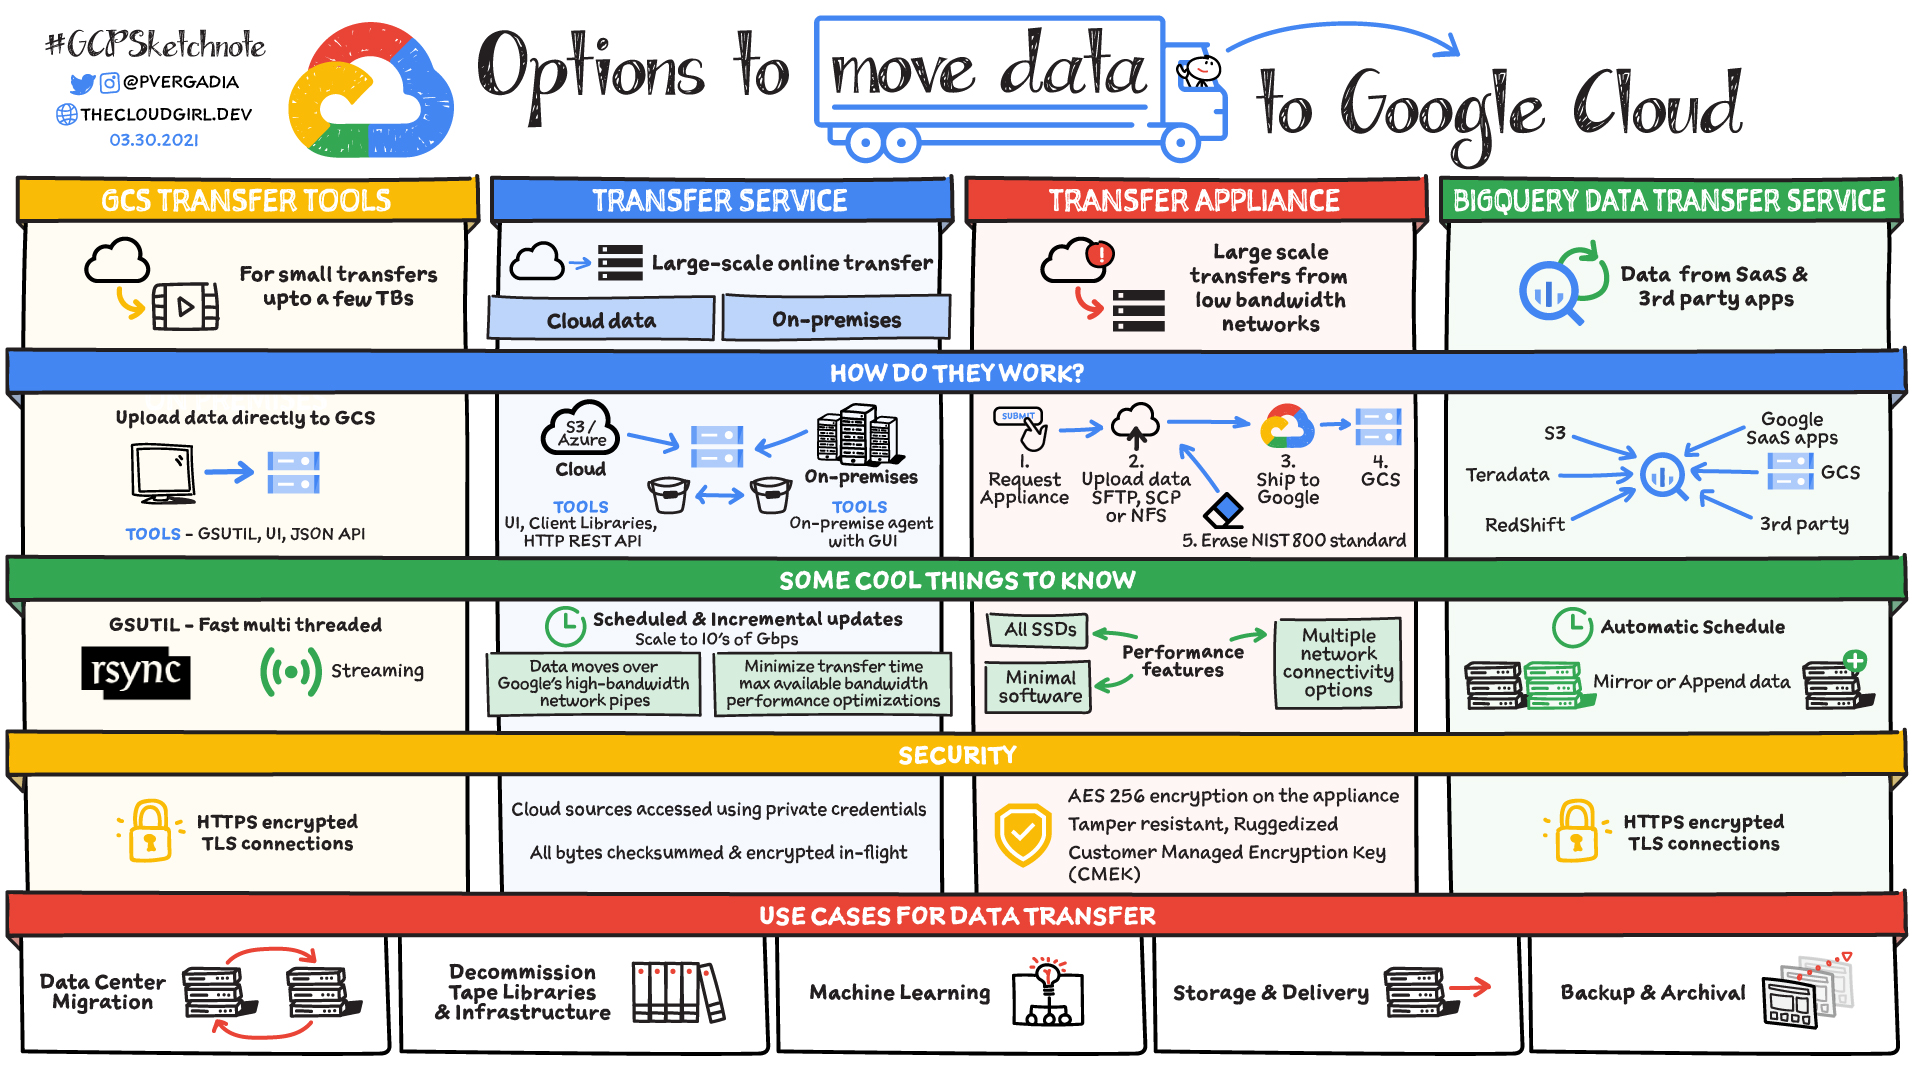 #GCPSketchnote
@PVERGADIA
THECLOUDGIRL.DEV
03.30.2021
Options to move data to Google Cloud
GCS TRANSFER TOOLS
For small transfers
upto a few TBs
TRANSFER SERVICE
Large-scale online transfer
Cloud data
On-premises
TRANSFER APPLIANCE
Large scale
transfers from
low bandwidth
networks
BIGQUERY DATA TRANSFER SERVICE
Data from SaaS &
3rd party apps
HOW DO THEY WORK?
Upload data directly to GCS
TOOLS - GSUTIL, UI, JSON API
S3/
Azure
Cloud
On-premises
TOOLS
UI, Client Libraries,
HTTP REST API
TOOLS
On-premise agent
with GUI
SUBMIT
1.
Request
Appliance
2.
Upload data
SFTP, SCP
or NFS
3.
Ship to
Google
4.
GCS
5. Erase NIST 800 standard
S3
Teradata
RedShift
Google
SaaS apps
GCS
3rd party
SOME COOL THINGS TO KNOW
GSUTIL - Fast multi threaded
rsync
Streaming
Scheduled & Incremental updates
Scale to 10's of Gbps
Data moves over
Google's high-bandwidth
network pipes
Minimize transfer time
max available bandwidth
performance optimizations
All SSDs
Minimal
software
Performance
features
Multiple
network
connectivity
options
Automatic Schedule
Mirror or Append data
SECURITY
HTTPS encrypted
TLS connections
Cloud sources accessed using private credentials
All bytes checksummed & encrypted in-flight
AES 256 encryption on the appliance
Tamper resistant, Ruggedized
Customer Managed Encryption Key
(CMEK)
HTTPS encrypted
TLS connections
USE CASES FOR DATA TRANSFER
Data Center
Migration
Decommission
Tape Libraries
& Infrastructure
Machine Learning
Storage & Delivery
Backup & Archival